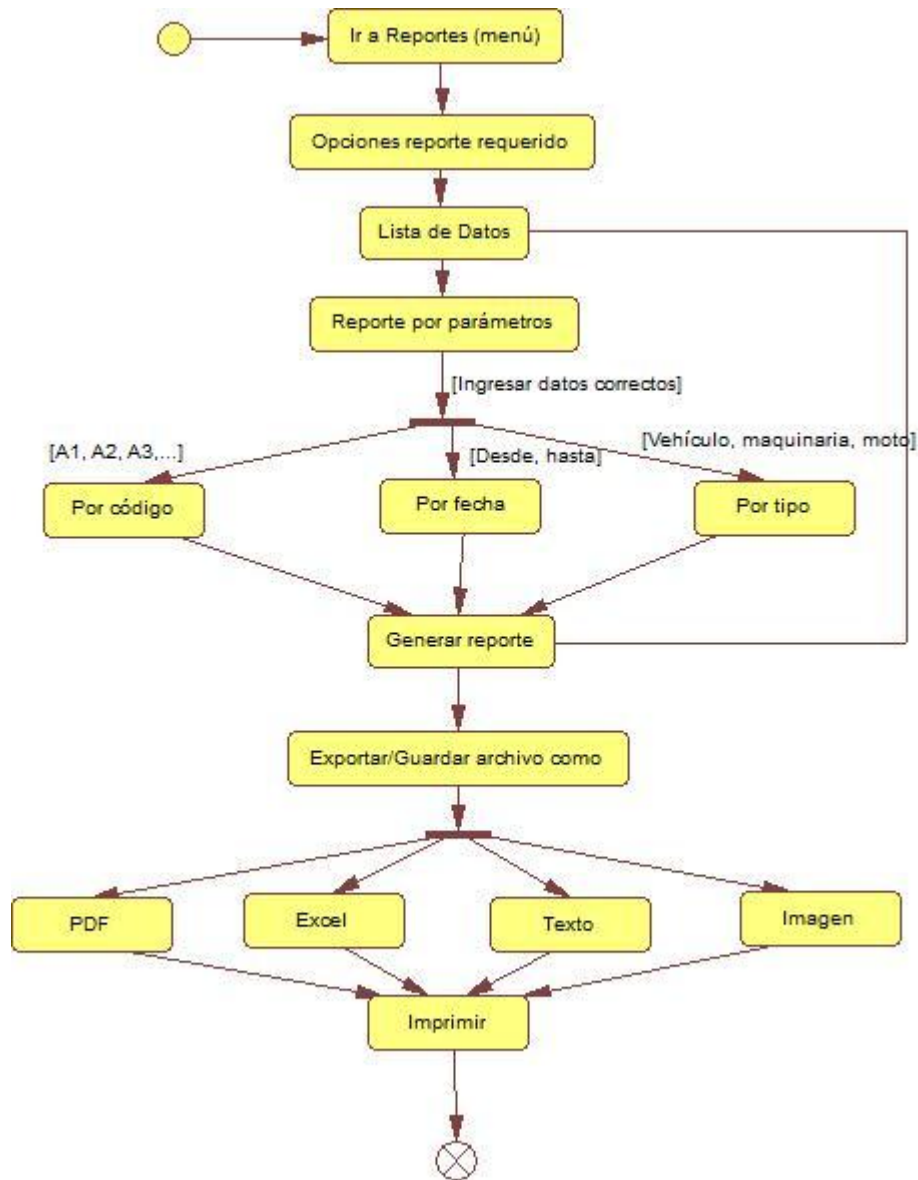 Ir a Reportes (menú)
Opciones reporte requerido
Lista de Datos
Reporte por parámetros
[Ingresar datos correctos]
[A1, A2, A3,...]
[Desde, hasta]
[Vehículo, maquinaria, moto]
Por código
Por fecha
Por tipo
Generar reporte
Exportar/Guardar archivo como
PDF
Excel
Texto
Imagen
Imprimir